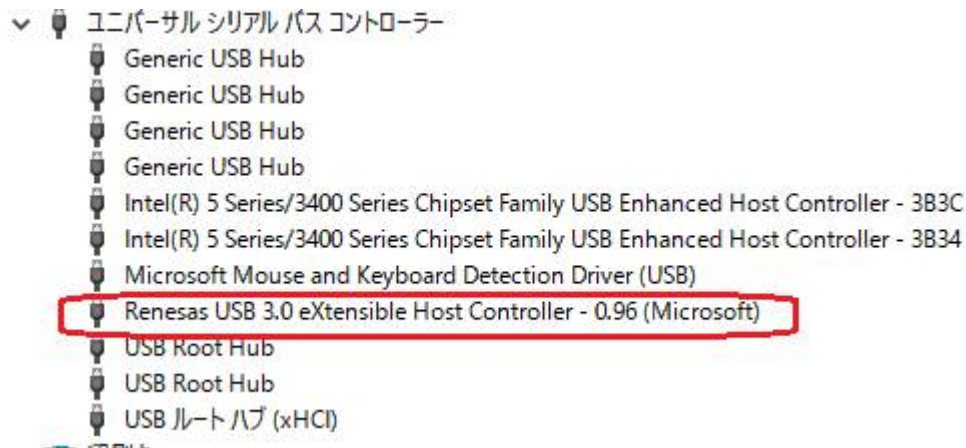 ユニバーサル シリアル バス コントローラー
Generic USB Hub
Generic USB Hub
Generic USB Hub
Generic USB Hub
Intel(R) 5 Series/3400 Series Chipset Family USB Enhanced Host Controller - 3B3C
Intel(R) 5 Series/3400 Series Chipset Family USB Enhanced Host Controller - 3B34
Microsoft Mouse and Keyboard Detection Driver (USB)
Renesas USB 3.0 eXtensible Host Controller - 0.96 (Microsoft)
USB Root Hub
USB Root Hub
USB ルート ハブ (xHCI)